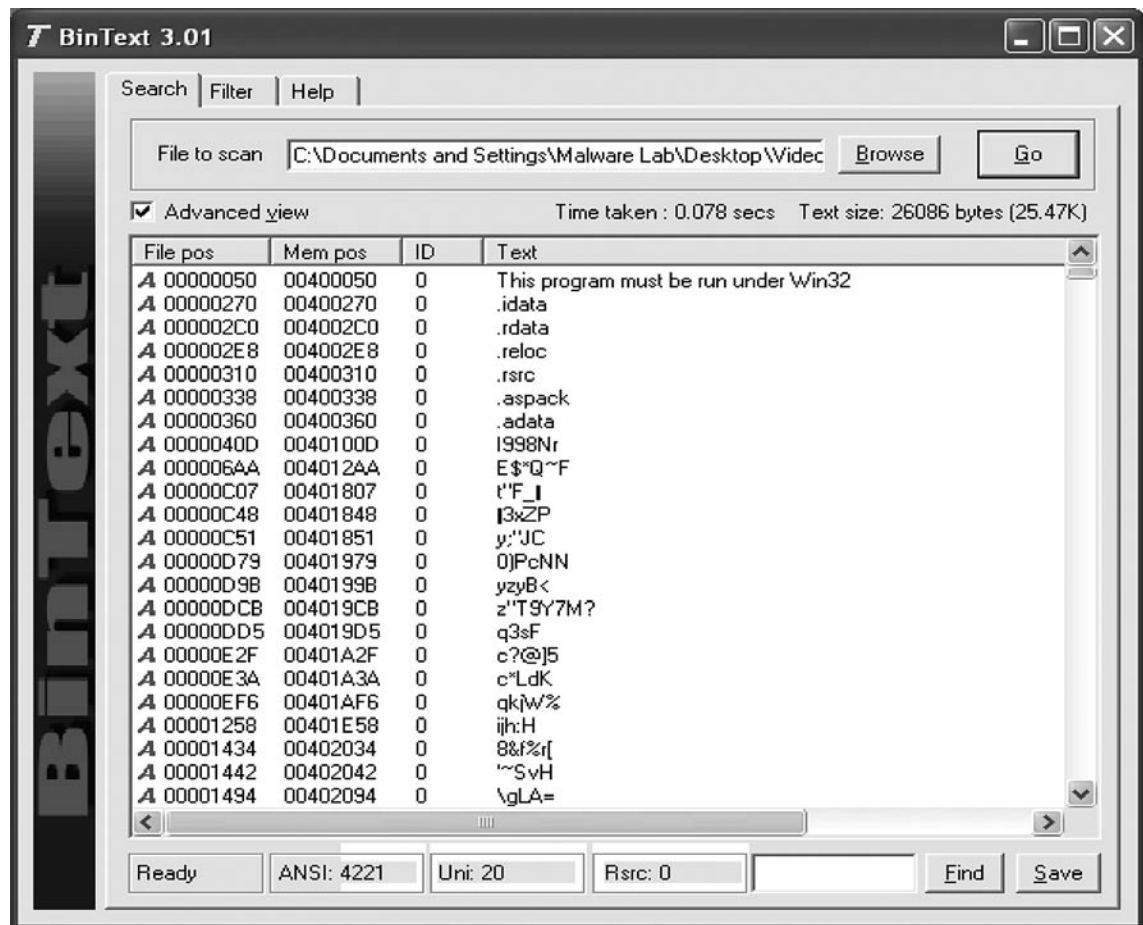 BinText 3.01
Search Filter Help
File to scan C:\Documents and Settings\Malware Lab\Desktop\Videc Browse Go
Advanced view Time taken : 0.078 secs Text size: 26086 bytes (25.47K)
File pos Mem pos ID Text
A 00000050 00400050 0 This program must be run under Win32
A 00000270 00400270 0 .idata
A 000002C0 004002C0 0 .rdata
A 000002E8 004002E8 0 .reloc
A 00000310 00400310 0 .rsrc
A 00000338 00400338 0 .aspack
A 00000360 00400360 0 .adata
A 0000040D 0040100D 0 I998Nr
A 000006AA 004012AA 0 E$*Q~F
A 00000C07 00401807 0 t"F_|
A 00000C48 00401848 0 |3xZP
A 00000C51 00401851 0 y;"JC
A 00000D79 00401979 0 0)PcNN
A 00000D9B 0040199B 0 yzyB<
A 00000DCB 004019CB 0 z"T9Y7M?
A 00000DD5 004019D5 0 q3sF
A 00000E2F 00401A2F 0 c?@]5
A 00000E3A 00401A3A 0 c*LdK
A 00000EF6 00401AF6 0 qkjW%
A 00001258 00401E58 0 ijh:H
A 00001434 00402034 0 8&f%r[
A 00001442 00402042 0 '~SvH
A 00001494 00402094 0 \gLA=
Ready ANSI: 4221 Uni: 20 Rsrc: 0 Find Save
BinText